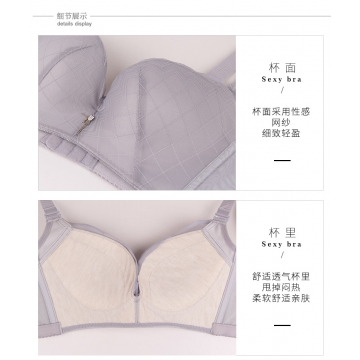 细节展示
details display
杯面
Sexy bra
/
杯面采用性感
网纱
细致轻盈
杯里
Sexy bra
/
舒适透气杯里
甩掉闷热
柔软舒适亲肤